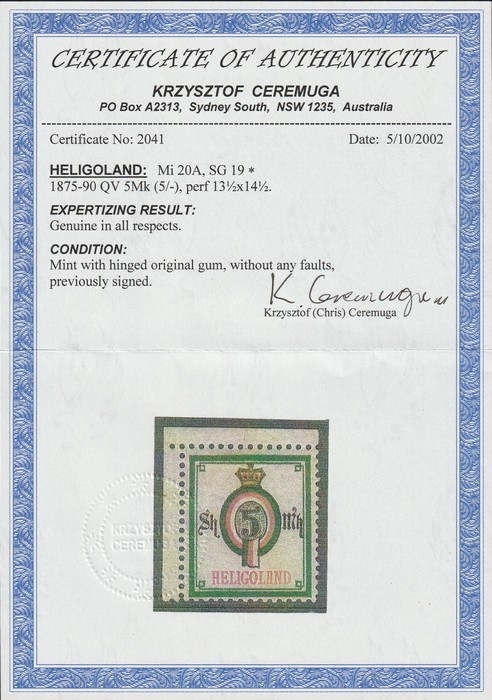 CERTIFICATE OF AUTHENTICITY
KRZYSZTOF CEREMUGA
PO Box A2313, Sydney South, NSW 1235, Australia
Certificate No: 2041 Date: 5/10/2002
HELIGOLAND: Mi 20A, SG 19 *
1875-90 QV 5Mk (5/-), perf 13½x14½.
EXPERTIZING RESULT:
Genuine in all respects.
CONDITION:
Mint with hinged original gum, without any faults,
previously signed.
K. Ceremuga
Krzysztof (Chris) Ceremuga
Sh. 5 Mk
HELIGOLAND
KRZYSZTOF